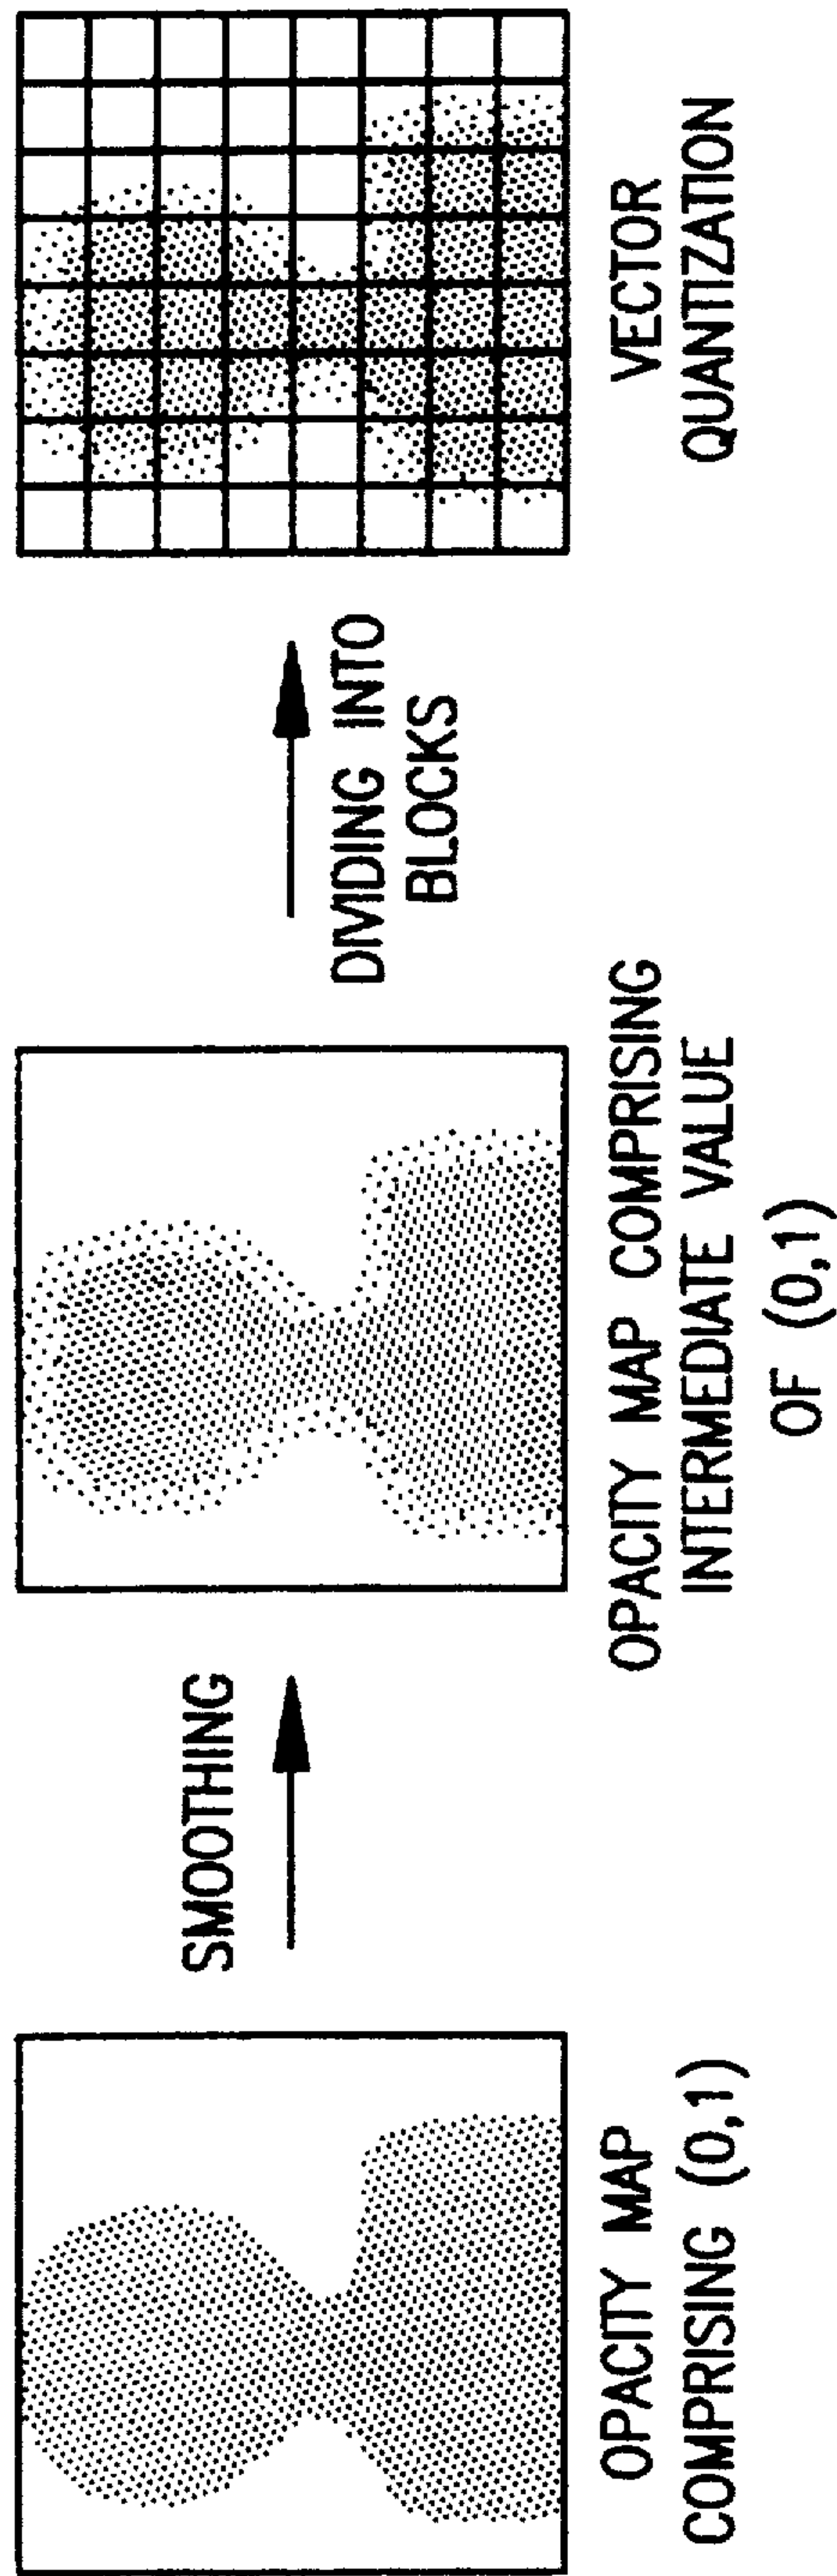 OPACITY MAP
COMPRISING (0,1)
SMOOTHING
OPACITY MAP COMPRISING
INTERMEDIATE VALUE
OF (0,1)
DIVIDING INTO
BLOCKS
VECTOR
QUANTIZATION